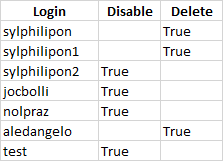 Login Disable Delete
sylphilipon True
sylphilipon1 True
sylphilipon2 True
jocbolli True
nolpraz True
aledangelo True
test True